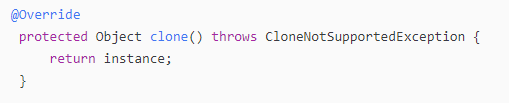 @Override
protected Object clone() throws CloneNotSupportedException {
return instance;
}